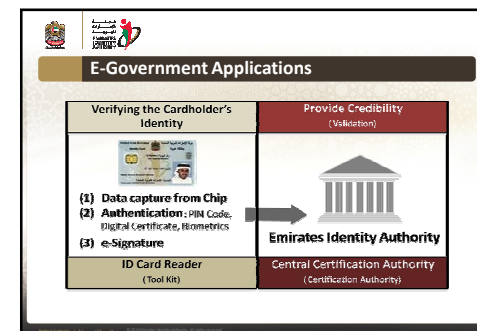 E-Government Applications
Verifying the Cardholder's
Identity
(1) Data capture from Chip
(2) Authentication: PIN Code,
Digital Certificate, Biometrics
(3) e-Signature
ID Card Reader
(Tool Kit)
Provide Credibility
(Validation)
Emirates Identity Authority
Central Certification Authority
(Certification Authority)